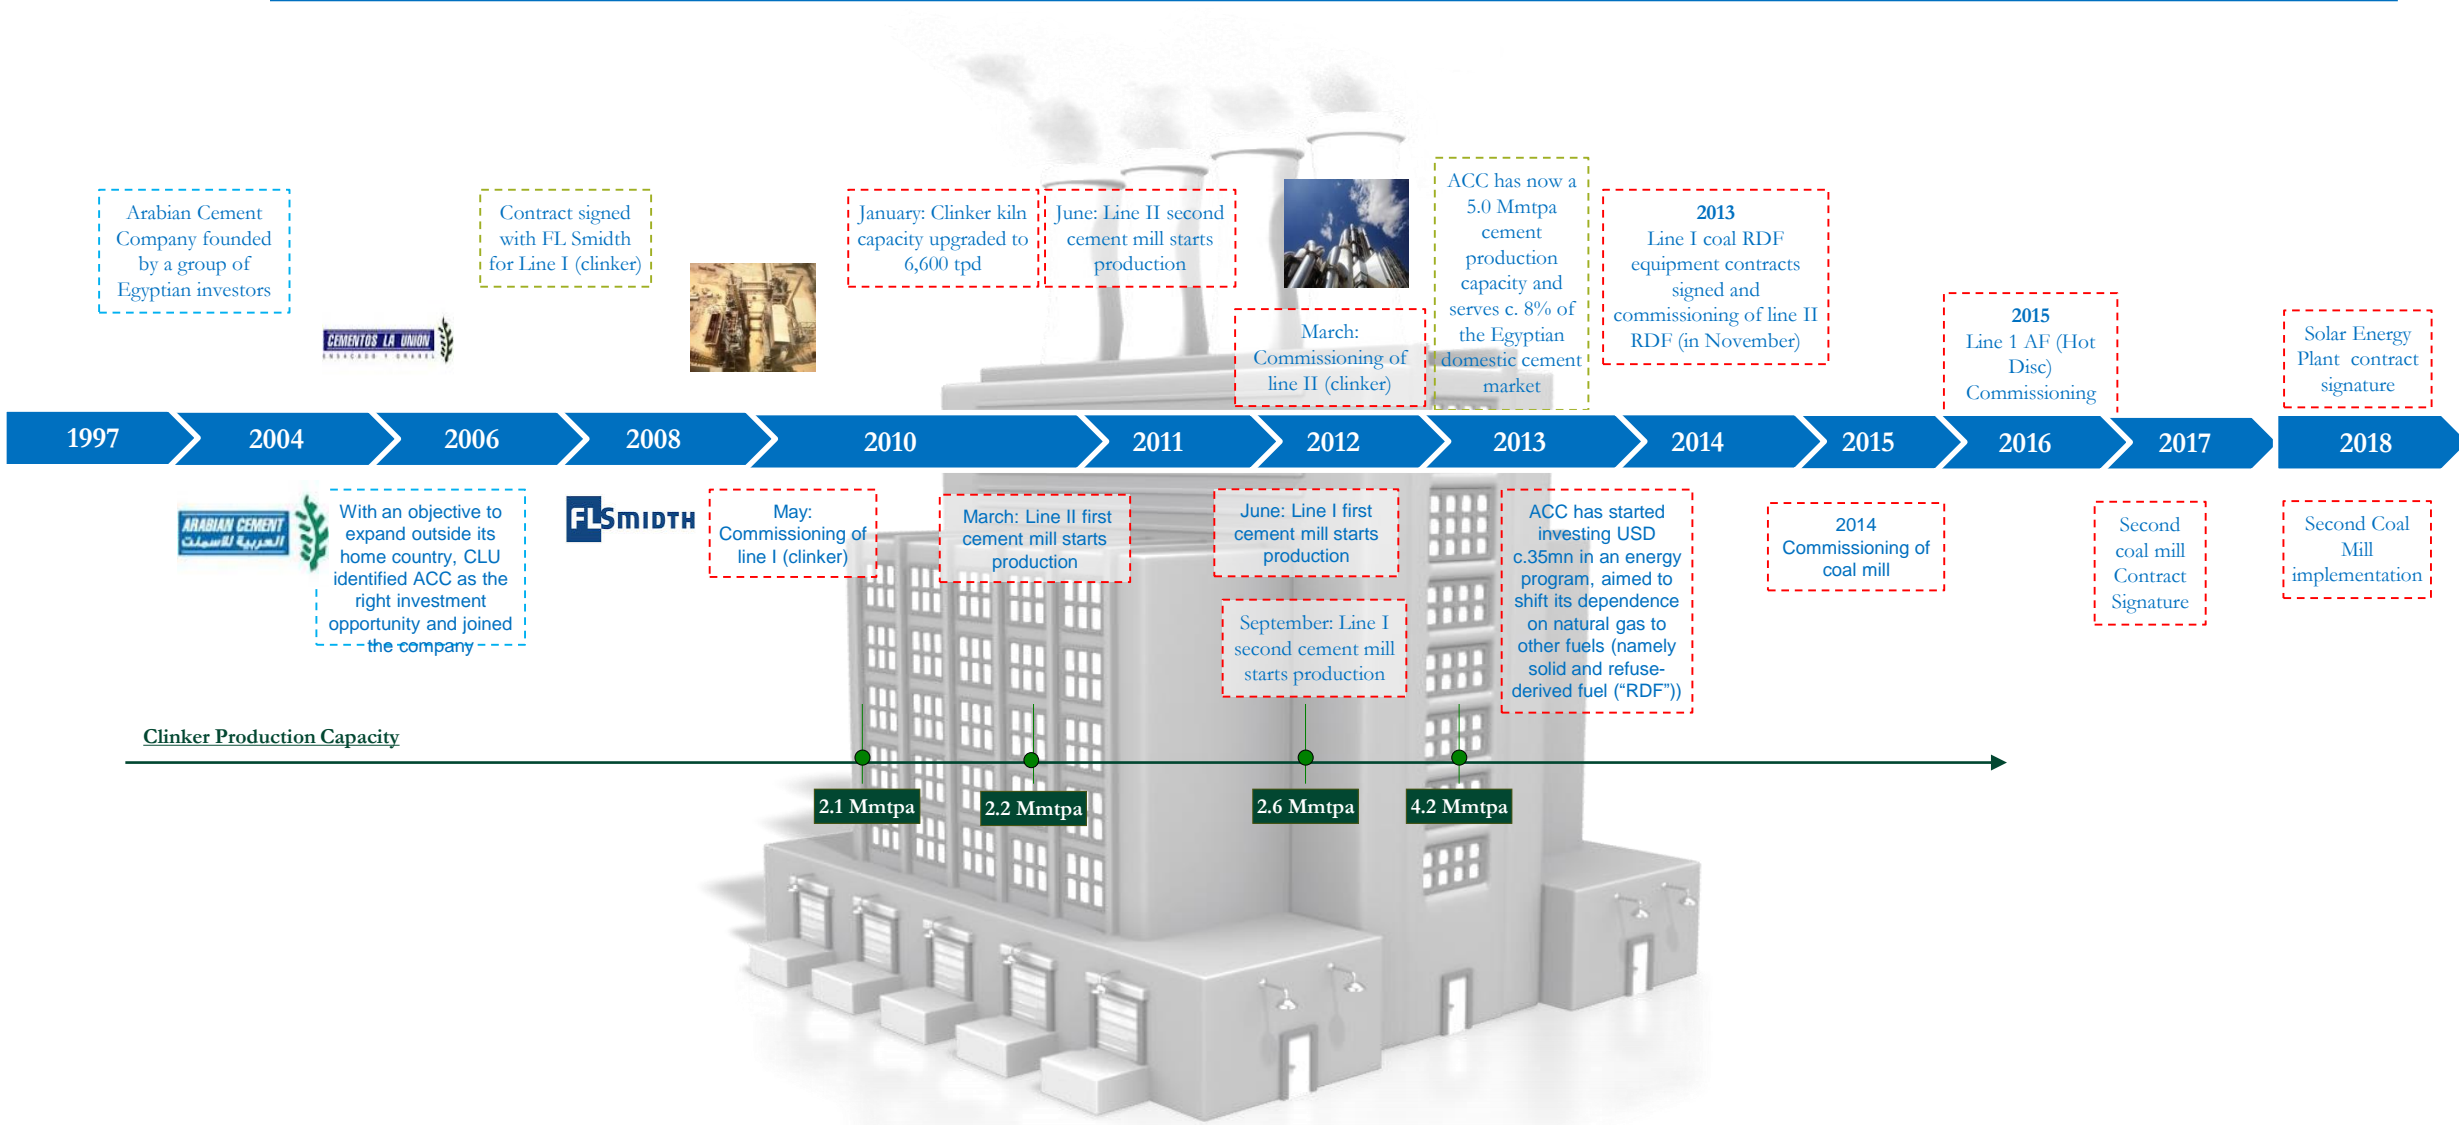 Arabian Cement
Company founded
by a group of
Egyptian investors
CEMENTOS LA UNION
ENSACADO Y GRANEL
Contract signed
with FL Smidth
for Line I (clinker)
January: Clinker kiln
capacity upgraded to
6,600 tpd
June: Line II second
cement mill starts
production
March:
Commissioning of
line II (clinker)
ACC has now a
5.0 Mmtpa
cement
production
capacity and
serves c. 8% of
the Egyptian
domestic cement
market
2013
Line I coal RDF
equipment contracts
signed and
commissioning of line II
RDF (in November)
2015
Line 1 AF (Hot
Disc)
Commissioning
Solar Energy
Plant contract
signature
1997
2004
2006
2008
2010
2011
2012
2013
2014
2015
2016
2017
2018
ARABIAN CEMENT
العربية للأسمنت
With an objective to
expand outside its
home country, CLU
identified ACC as the
right investment
opportunity and joined
the company
FLSMIDTH
May:
Commissioning of
line I (clinker)
March: Line II first
cement mill starts
production
June: Line I first
cement mill starts
production
September: Line I
second cement mill
starts production
ACC has started
investing USD
c.35mn in an energy
program, aimed to
shift its dependence
on natural gas to
other fuels (namely
solid and refuse-
derived fuel (“RDF”))
2014
Commissioning of
coal mill
Second
coal mill
Contract
Signature
Second Coal
Mill
implementation
Clinker Production Capacity
2.1 Mmtpa
2.2 Mmtpa
2.6 Mmtpa
4.2 Mmtpa